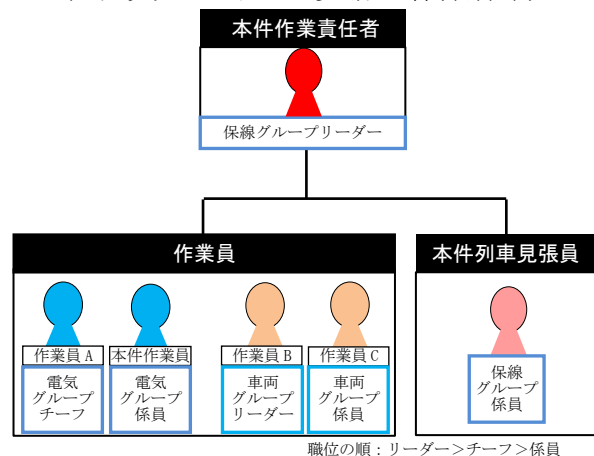 本件作業責任者
保線グループリーダー
作業員
本件列車見張員
作業員 A
本件作業員
作業員 B
作業員 C
電気
グループ
チーフ
電気
グループ
係員
車両
グループ
リーダー
車両
グループ
係員
保線
グループ
係員
職位の順：リーダー＞チーフ＞係員